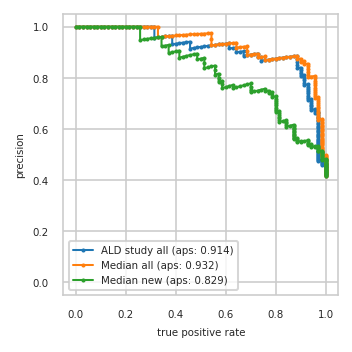 1.0
0.8
0.6
0.4
0.2
0.0
precision
ALD study all (aps: 0.914)
Median all (aps: 0.932)
Median new (aps: 0.829)
0.0 0.2 0.4 0.6 0.8 1.0
true positive rate